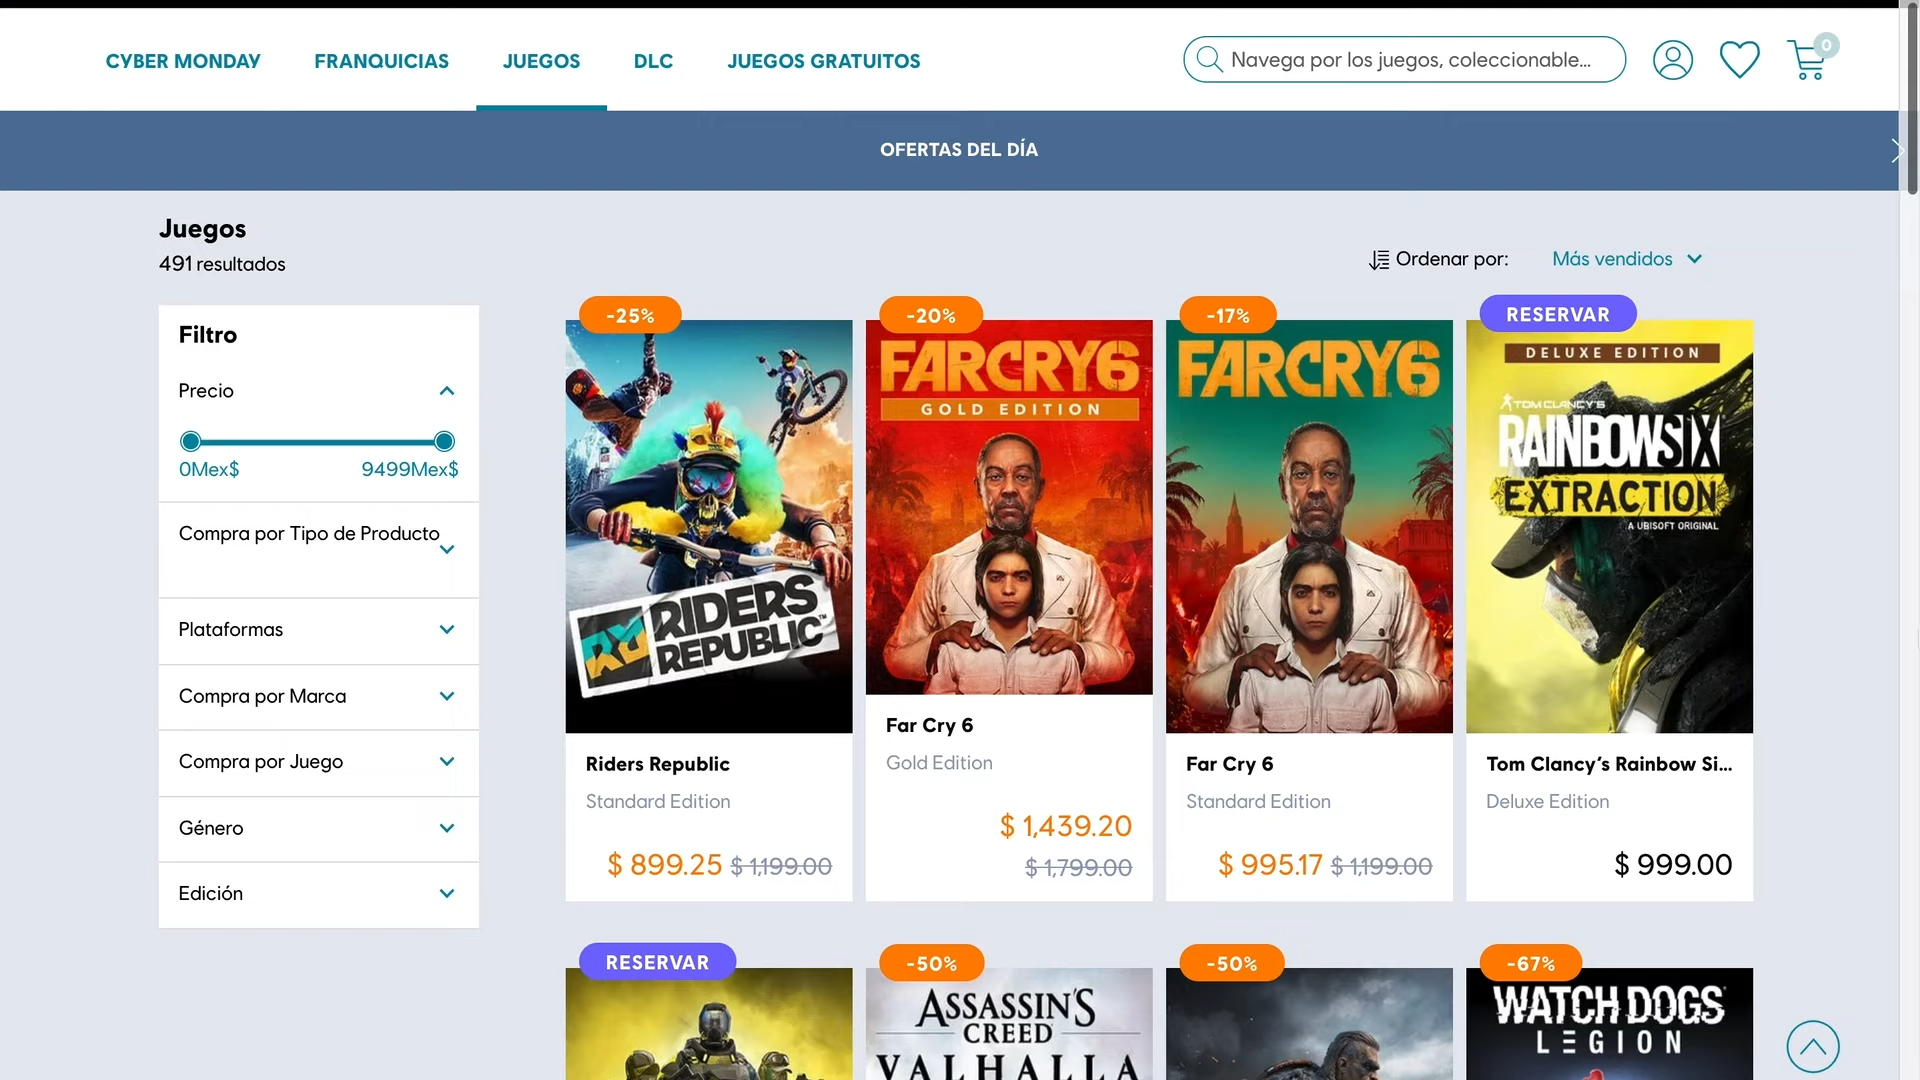 CYBER MONDAY
FRANQUICIAS
JUEGOS
DLC
JUEGOS GRATUITOS
Navega por los juegos, coleccionable...
0
OFERTAS DEL DÍA
Juegos
491 resultados
Ordenar por:
Más vendidos
Filtro
Precio
0Mex$
9499Mex$
Compra por Tipo de Producto
Plataformas
Compra por Marca
Compra por Juego
Género
Edición
-25%
RIDERS
REPUBLIC™
Riders Republic
Standard Edition
$ 899.25 $ 1,199.00
-20%
FARCRY6
GOLD EDITION
Far Cry 6
Gold Edition
$ 1,439.20
$ 1,799.00
-17%
FARCRY6
Far Cry 6
Standard Edition
$ 995.17 $ 1,199.00
RESERVAR
DELUXE EDITION
TOM CLANCY'S
RAINBOW SIX
EXTRACTION
A UBISOFT ORIGINAL
Tom Clancy's Rainbow Si...
Deluxe Edition
$ 999.00
RESERVAR
-50%
ASSASSIN'S
CREED
VALHALLA
-50%
-67%
WATCH DOGS
LEGION